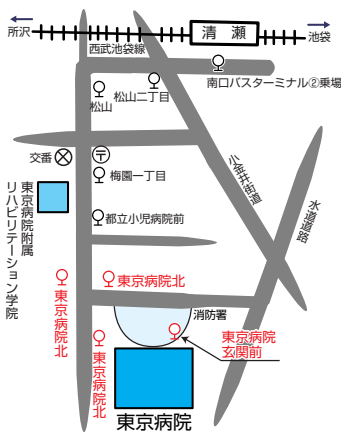 所沢
清瀬
池袋
西武池袋線
南口バスターミナル②乗場
松山二丁目
松山
交番
〒
梅園一丁目
小金井街道
水道道路
東京病院附属
リハビリテーション学院
都立小児病院前
東京病院北
東京病院北
消防署
東京病院
玄関前
東京病院北
東京病院